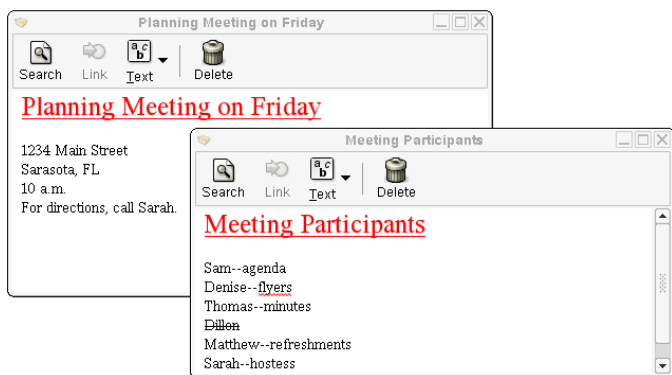 Planning Meeting on Friday
Search Link Text Delete
Planning Meeting on Friday
1234 Main Street
Sarasota, FL
10 a.m.
For directions, call Sarah.
Meeting Participants
Search Link Text Delete
Meeting Participants
Sam--agenda
Denise--flyers
Thomas--minutes
Dillon
Matthew--refreshments
Sarah--hostess